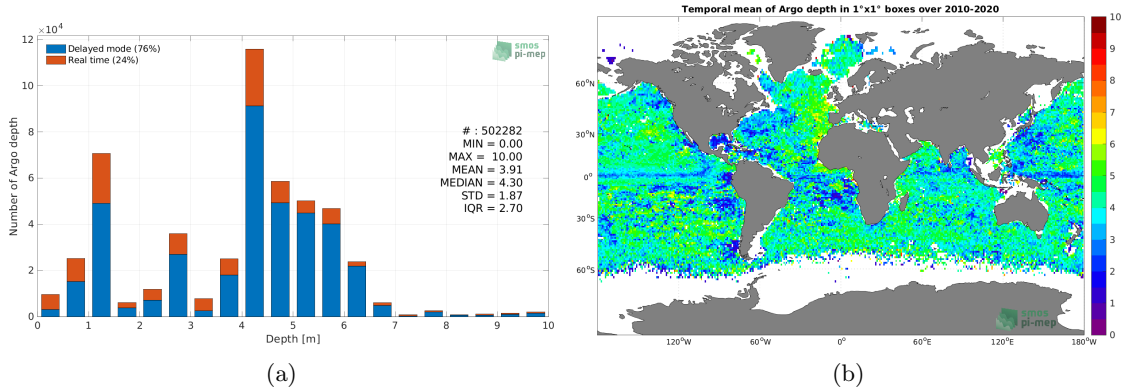 ×10⁴
12
10
8
6
4
2
0
Number of Argo depth
Delayed mode (76%)
Real time (24%)
smos
pi-mep
# : 502282
MIN = 0.00
MAX = 10.00
MEAN = 3.91
MEDIAN = 4.30
STD = 1.87
IQR = 2.70
0 1 2 3 4 5 6 7 8 9 10
Depth [m]
(a)
Temporal mean of Argo depth in 1°x1° boxes over 2010-2020
60°N
30°N
0°
30°S
60°S
120°W 60°W 0° 60°E 120°E 180°W
smos
pi-mep
10
9
8
7
6
5
4
3
2
1
0
(b)